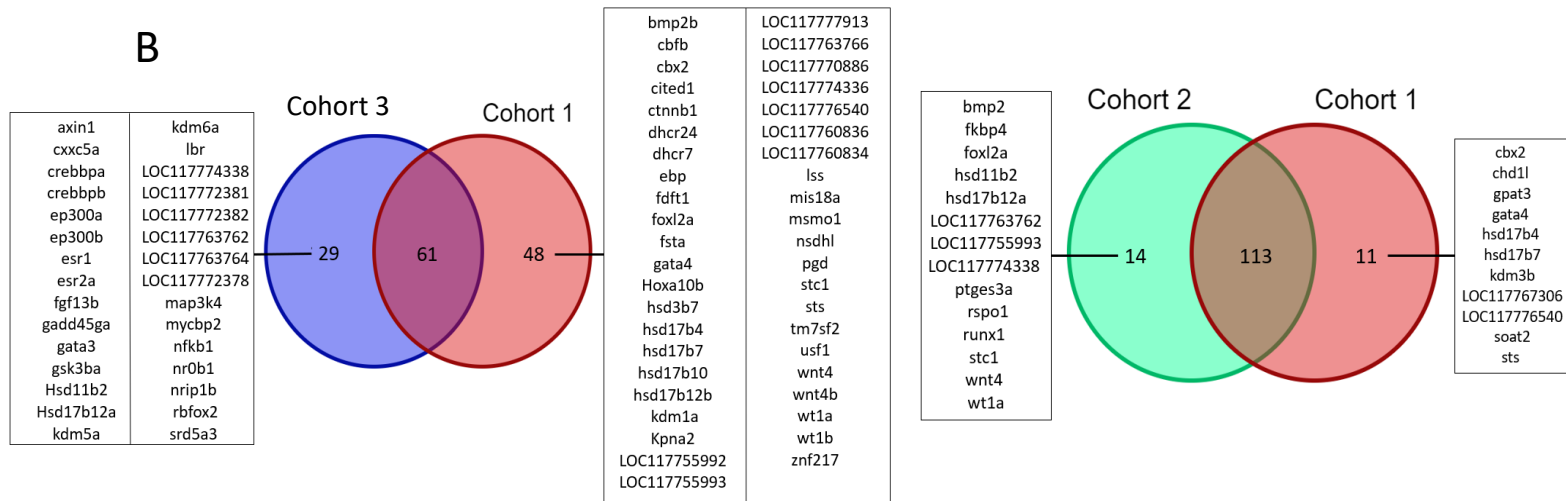 B
Cohort 3
Cohort 1
axin1
cxxc5a
crebbpa
crebbpb
ep300a
ep300b
esr1
esr2a
fgf13b
gadd45ga
gata3
gsk3ba
Hsd11b2
Hsd17b12a
kdm5a
kdm6a
lbr
LOC117774338
LOC117772381
LOC117772382
LOC117763762
LOC117763764
LOC117772378
map3k4
mycbp2
nfkb1
nr0b1
nrip1b
rbfox2
srd5a3
29
61
48
bmp2b
cbfb
cbx2
cited1
ctnnb1
dhcr24
dhcr7
ebp
fdft1
foxl2a
fsta
gata4
Hoxa10b
hsd3b7
hsd17b4
hsd17b7
hsd17b10
hsd17b12b
kdm1a
Kpna2
LOC117755992
LOC117755993
LOC117777913
LOC117763766
LOC117770886
LOC117774336
LOC117776540
LOC117760836
LOC117760834
lss
mis18a
msmo1
nsdhl
pgd
stc1
sts
tm7sf2
usf1
wnt4
wnt4b
wt1a
wt1b
znf217
Cohort 2
Cohort 1
bmp2
fkbp4
foxl2a
hsd11b2
hsd17b12a
LOC117763762
LOC117755993
LOC117774338
ptges3a
rspo1
runx1
stc1
wnt4
wt1a
14
113
11
cbx2
chd1l
gpat3
gata4
hsd17b4
hsd17b7
kdm3b
LOC117767306
LOC117776540
soat2
sts